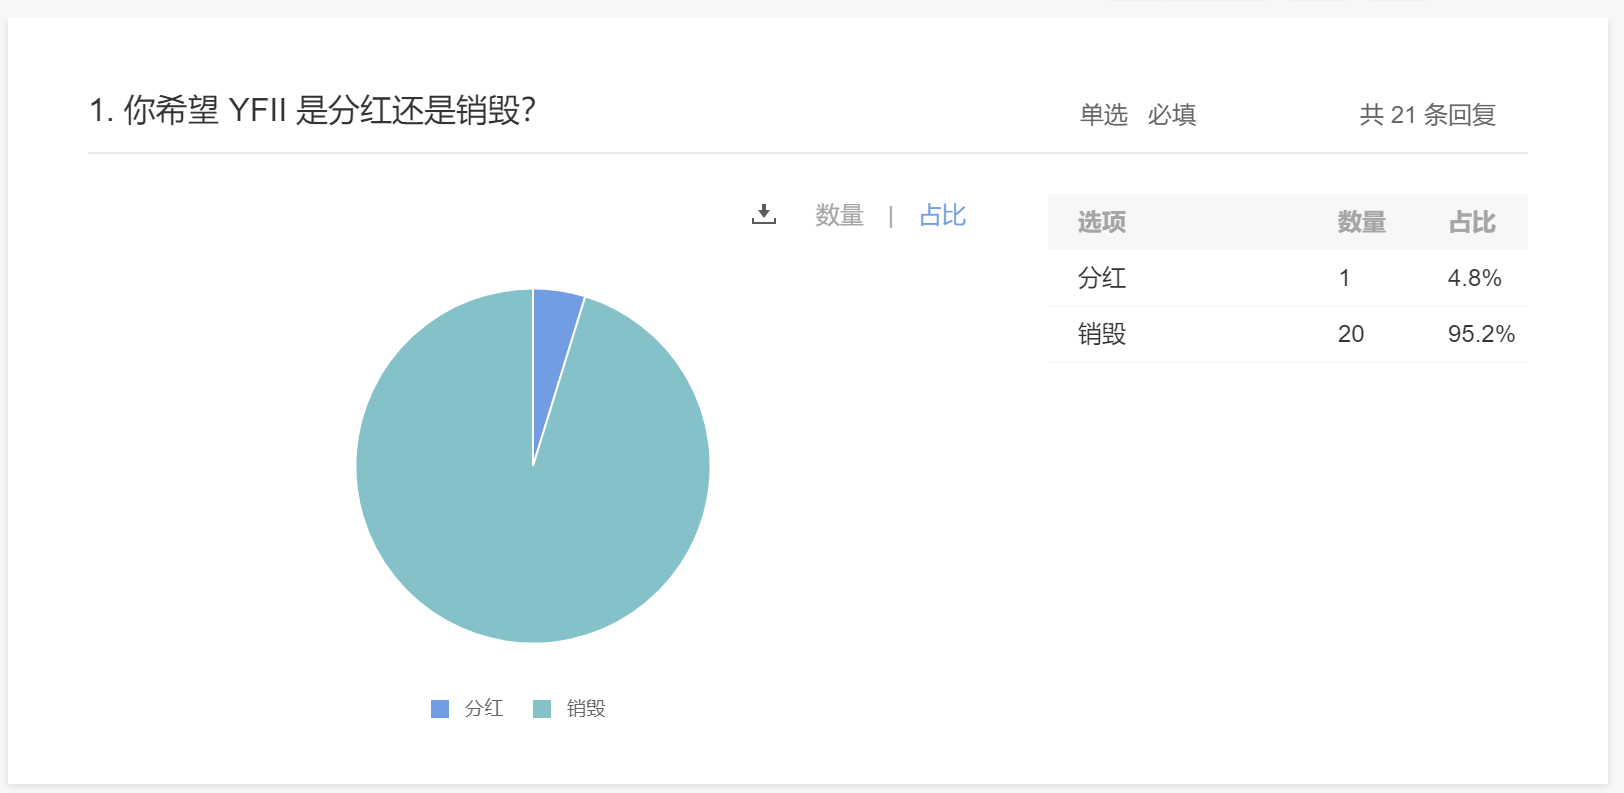 1. 你希望 YFII 是分红还是销毁?
单选 必填 共 21 条回复
数量 | 占比
选项 数量 占比
分红 1 4.8%
销毁 20 95.2%
分红 销毁